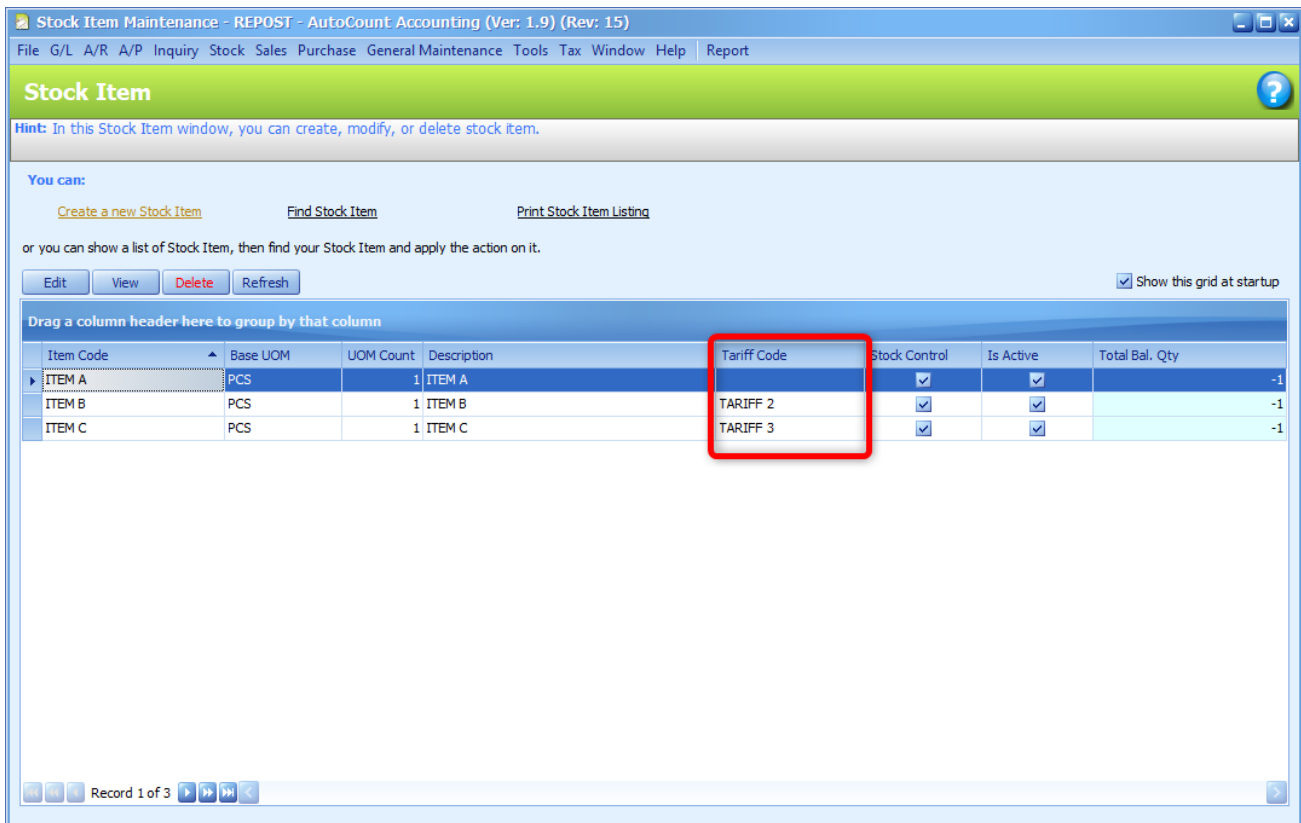 Stock Item Maintenance - REPOST - AutoCount Accounting (Ver: 1.9) (Rev: 15)
File G/L A/R A/P Inquiry Stock Sales Purchase General Maintenance Tools Tax Window Help Report
Stock Item
?
Hint: In this Stock Item window, you can create, modify, or delete stock item.
You can:
Create a new Stock Item Find Stock Item Print Stock Item Listing
or you can show a list of Stock Item, then find your Stock Item and apply the action on it.
Edit View Delete Refresh Show this grid at startup
Drag a column header here to group by that column
Item Code Base UOM UOM Count Description Tariff Code Stock Control Is Active Total Bal. Qty
ITEM A PCS 1 ITEM A -1
ITEM B PCS 1 ITEM B TARIFF 2 -1
ITEM C PCS 1 ITEM C TARIFF 3 -1
Record 1 of 3